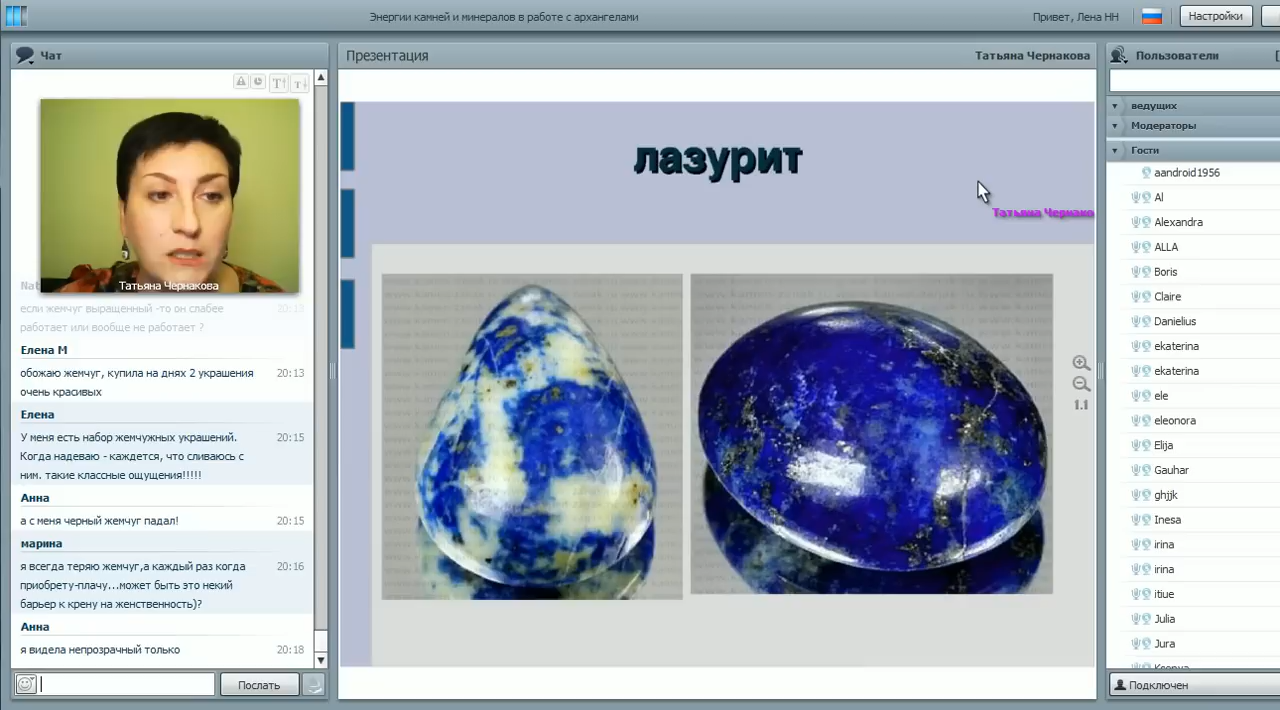 Энергии камней и минералов в работе с архангелами
Привет, Лена НН
Настройки
Чат
Татьяна Чернакова
Nat
если жемчуг выращенный -то он слабее
работает или вообще не работает ?
20:13
Елена М
обожаю жемчуг, купила на днях 2 украшения
20:13
очень красивых
Елена
У меня есть набор жемчужных украшений.
20:15
Когда надеваю - каждется, что сливаюсь с
ним. такие классные ощущения!!!!!
Анна
а с меня черный жемчуг падал!
20:15
марина
я всегда теряю жемчуг,а каждый раз когда
20:16
приобрету-плачу...может быть это некий
барьер к крену на женственность)?
Анна
я видела непрозрачный только
20:18
Послать
Презентация
Татьяна Чернакова
лазурит
Татьяна Чернако
1.1
Пользователи
ведущих
Модераторы
Гости
aandroid1956
Al
Alexandra
ALLA
Boris
Claire
Danielius
ekaterina
ekaterina
ele
eleonora
Elija
Gauhar
ghjjk
Inesa
irina
irina
itiue
Julia
Jura
Ksenya
Подключен